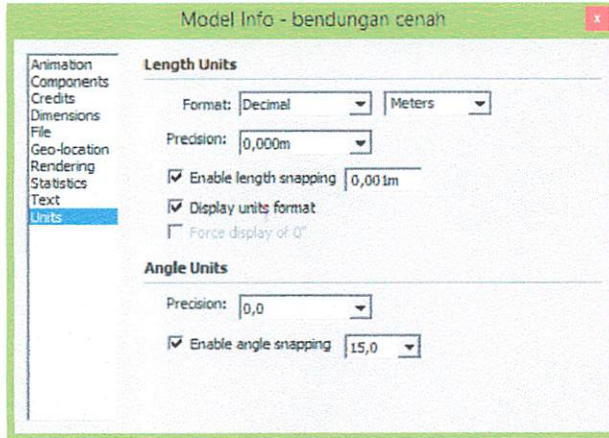 Model Info - bendungan cenah
x
Animation
Components
Credits
Dimensions
File
Geo-location
Rendering
Statistics
Text
Units
Length Units
Format: Decimal Meters
Precision: 0,000m
Enable length snapping 0,001m
Display units format
Force display of 0"
Angle Units
Precision: 0,0
Enable angle snapping 15,0